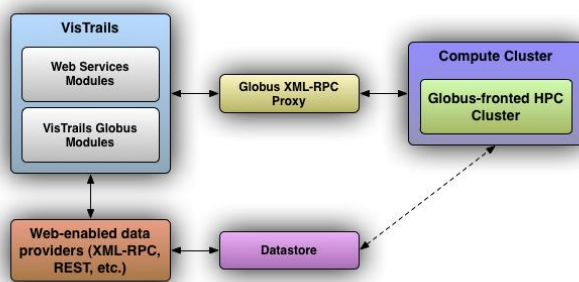 VisTrails
Web Services
Modules
VisTrails Globus
Modules
Globus XML-RPC
Proxy
Compute Cluster
Globus-fronted HPC
Cluster
Web-enabled data
providers (XML-RPC,
REST, etc.)
Datastore